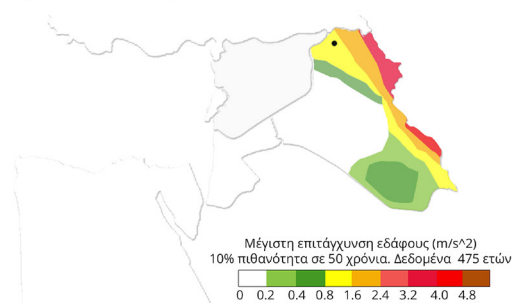 Μέγιστη επιτάγχυνση εδάφους (m/s^2)
10% πιθανότητα σε 50 χρόνια. Δεδομένα 475 ετών
0 0.2 0.4 0.8 1.6 2.4 3.2 4.0 4.8